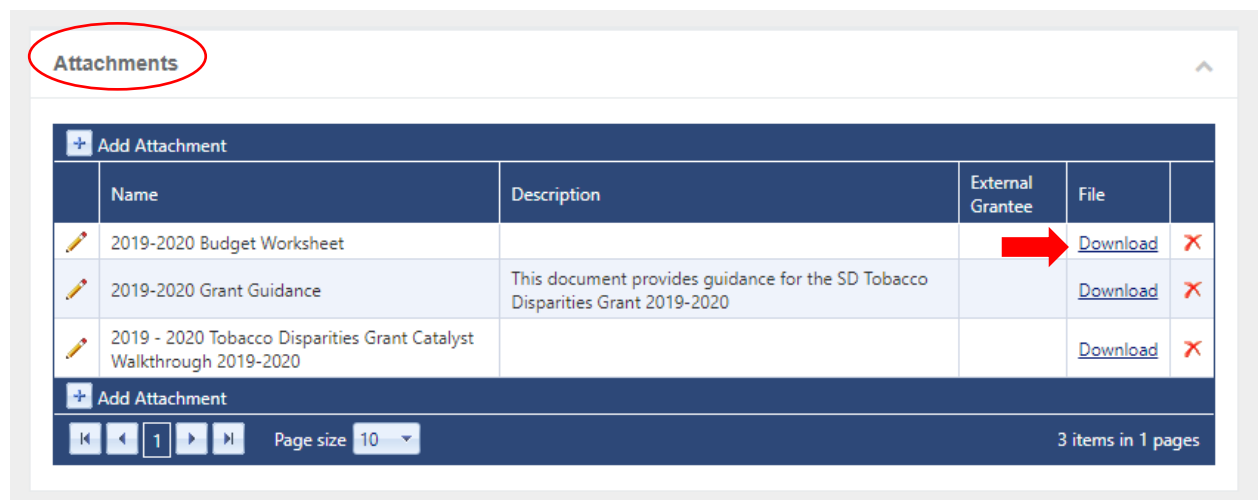 Attachments
Add Attachment
Name Description External Grantee File
2019-2020 Budget Worksheet Download
2019-2020 Grant Guidance This document provides guidance for the SD Tobacco Disparities Grant 2019-2020 Download
2019 - 2020 Tobacco Disparities Grant Catalyst Walkthrough 2019-2020 Download
Add Attachment
1 Page size 10 3 items in 1 pages